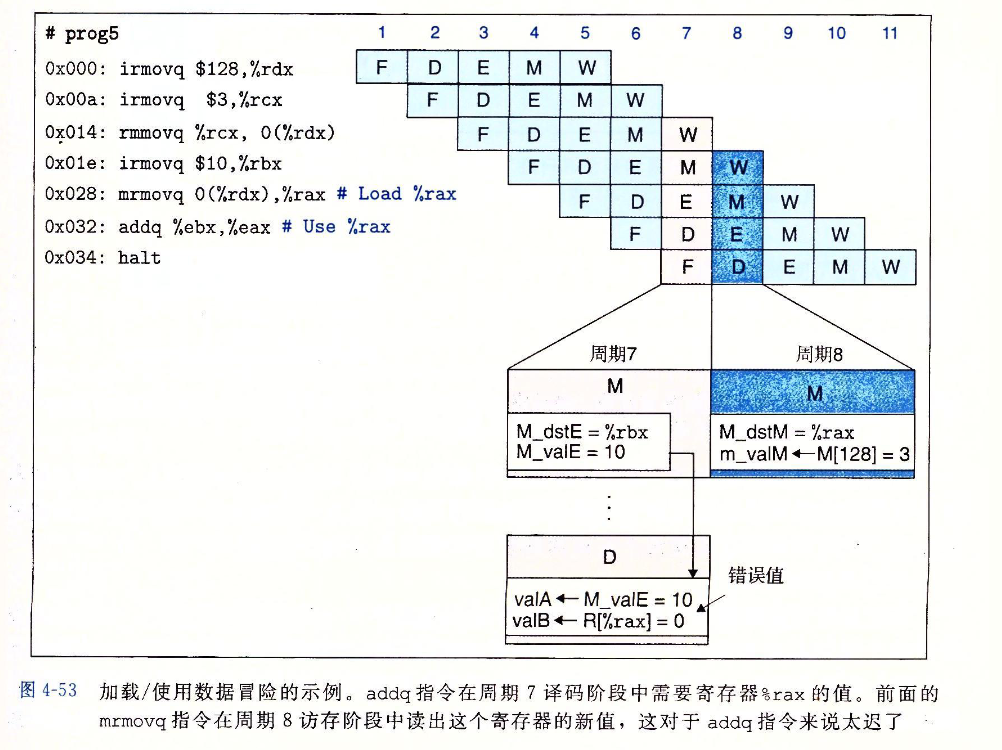 # prog5 1 2 3 4 5 6 7 8 9 10 11
0x000: irmovq $128,%rdx F D E M W
0x00a: irmovq $3,%rcx F D E M W
0x014: rmmovq %rcx, 0(%rdx) F D E M W
0x01e: irmovq $10,%rbx F D E M W
0x028: mrmovq 0(%rdx),%rax # Load %rax F D E M W
0x032: addq %ebx,%eax # Use %rax F D E M W
0x034: halt F D E M W
周期7 周期8
M M
M_dstE = %rbx M_dstM = %rax
M_valE = 10 m_valM ← M[128] = 3
⋮
D
错误值
valA ← M_valE = 10
valB ← R[%rax] = 0
图 4-53 加载/使用数据冒险的示例。addq 指令在周期 7 译码阶段中需要寄存器%rax 的值。前面的
mrmovq 指令在周期 8 访存阶段中读出这个寄存器的新值，这对于 addq 指令来说太迟了